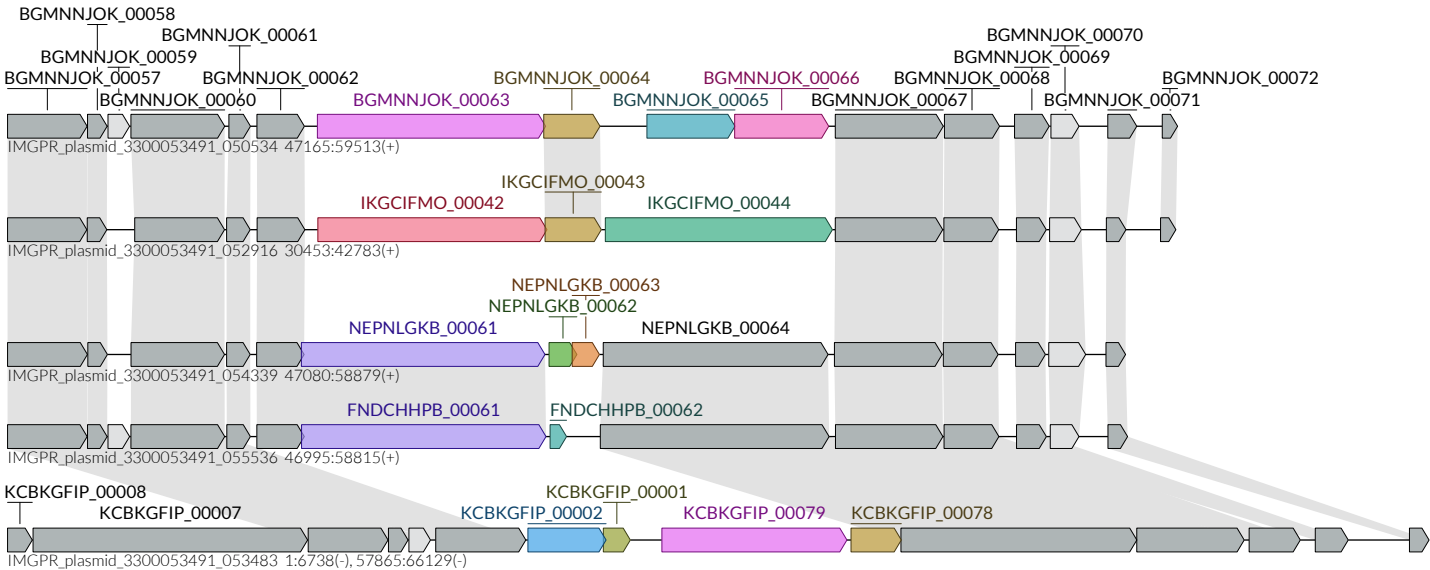 BGMNNJOK_00058
BGMNNJOK_00061
BGMNNJOK_00070
BGMNNJOK_00059
BGMNNJOK_00069
BGMNNJOK_00057
BGMNNJOK_00062
BGMNNJOK_00064
BGMNNJOK_00066
BGMNNJOK_00068
BGMNNJOK_00072
BGMNNJOK_00060
BGMNNJOK_00063
BGMNNJOK_00065
BGMNNJOK_00067
BGMNNJOK_00071
IMGPR_plasmid_3300053491_050534 47165:59513(+)
IKGCIFMO_00043
IKGCIFMO_00042
IKGCIFMO_00044
IMGPR_plasmid_3300053491_052916 30453:42783(+)
NEPNLGKB_00063
NEPNLGKB_00062
NEPNLGKB_00061
NEPNLGKB_00064
IMGPR_plasmid_3300053491_054339 47080:58879(+)
FNDCHHPB_00061
FNDCHHPB_00062
IMGPR_plasmid_3300053491_055536 46995:58815(+)
KCBKGFIP_00008
KCBKGFIP_00001
KCBKGFIP_00007
KCBKGFIP_00002
KCBKGFIP_00079
KCBKGFIP_00078
IMGPR_plasmid_3300053491_053483 1:6738(-), 57865:66129(-)